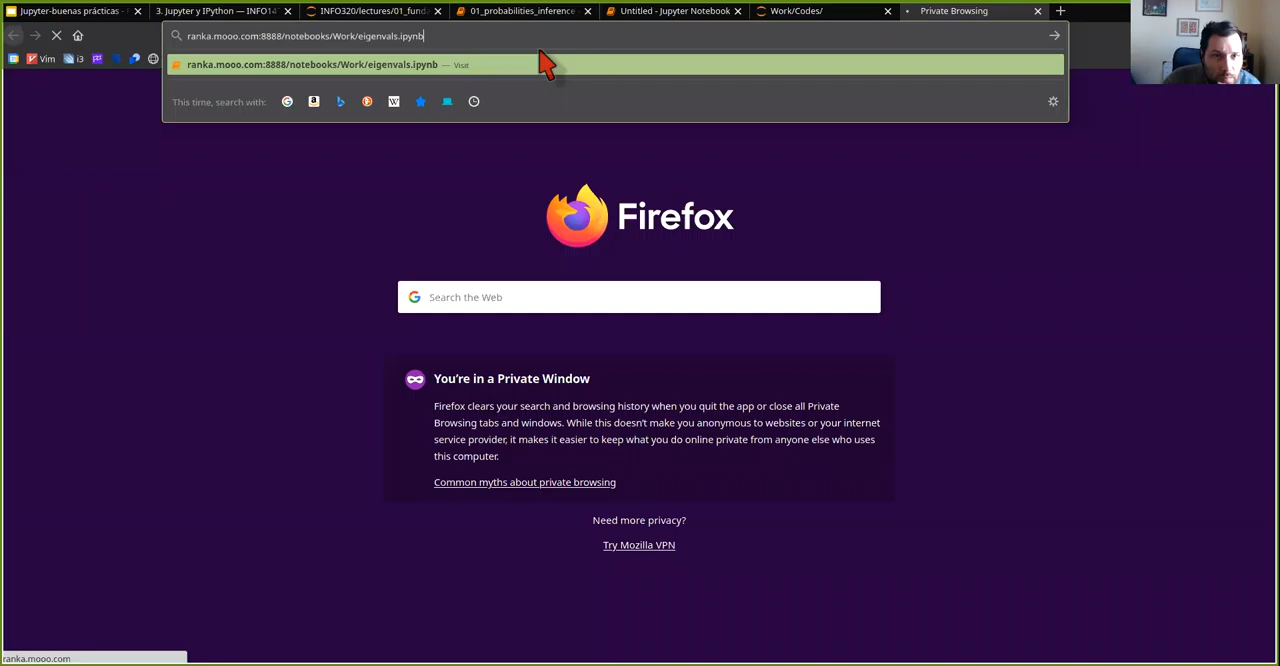 Jupyter-buenas prácticas - 
3. Jupyter y IPython — INFO14
INFO320/lectures/01_funda
01_probabilities_inference
Untitled - Jupyter Notebook
Work/Codes/
Private Browsing
ranka.mooo.com:8888/notebooks/Work/eigenvals.ipynb
Vim
i3
ranka.mooo.com:8888/notebooks/Work/eigenvals.ipynb — Visit
This time, search with:
Firefox
Search the Web
You're in a Private Window
Firefox clears your search and browsing history when you quit the app or close all Private
Browsing tabs and windows. While this doesn't make you anonymous to websites or your internet
service provider, it makes it easier to keep what you do online private from anyone else who uses
this computer.
Common myths about private browsing
Need more privacy?
Try Mozilla VPN
ranka.mooo.com